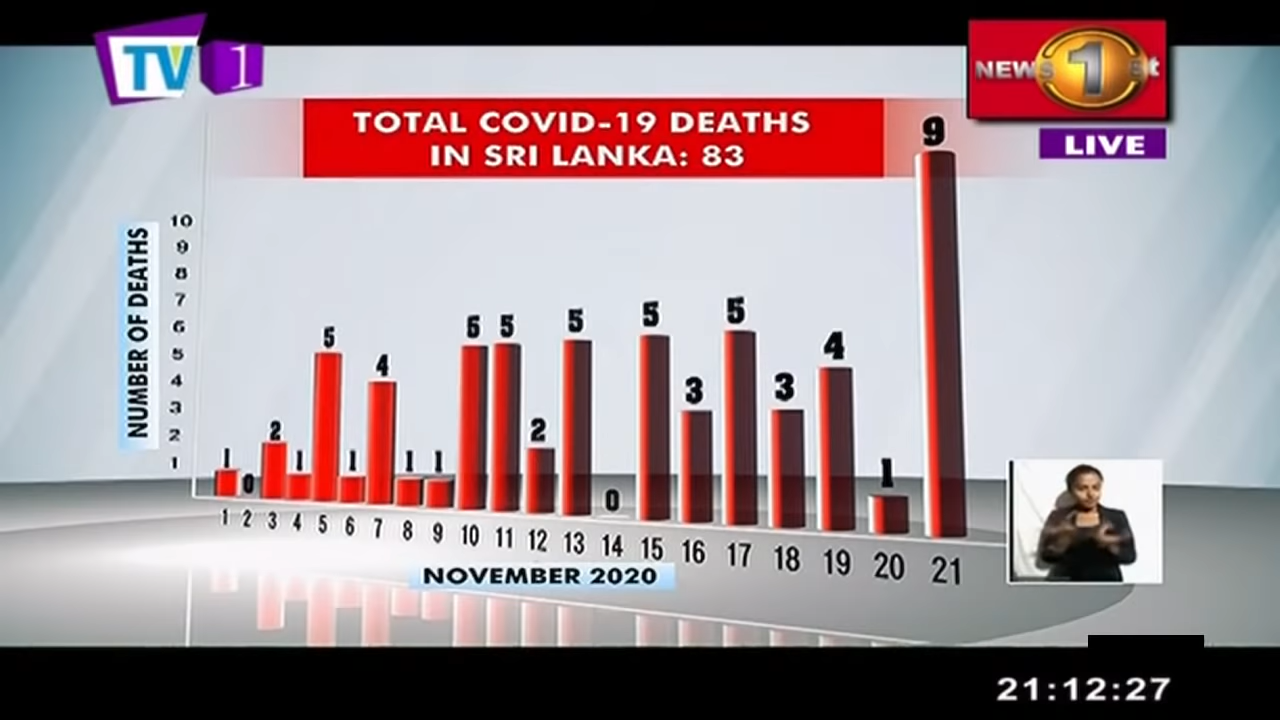 TV 1
NEWS 1st
LIVE
TOTAL COVID-19 DEATHS
IN SRI LANKA: 83
NUMBER OF DEATHS
10
9
8
7
6
5
4
3
2
1
1 0 2 1 5 1 4 1 1 5 5 2 5 0 5 3 5 3 4 1 9
1 2 3 4 5 6 7 8 9 10 11 12 13 14 15 16 17 18 19 20 21
NOVEMBER 2020
21:12:27